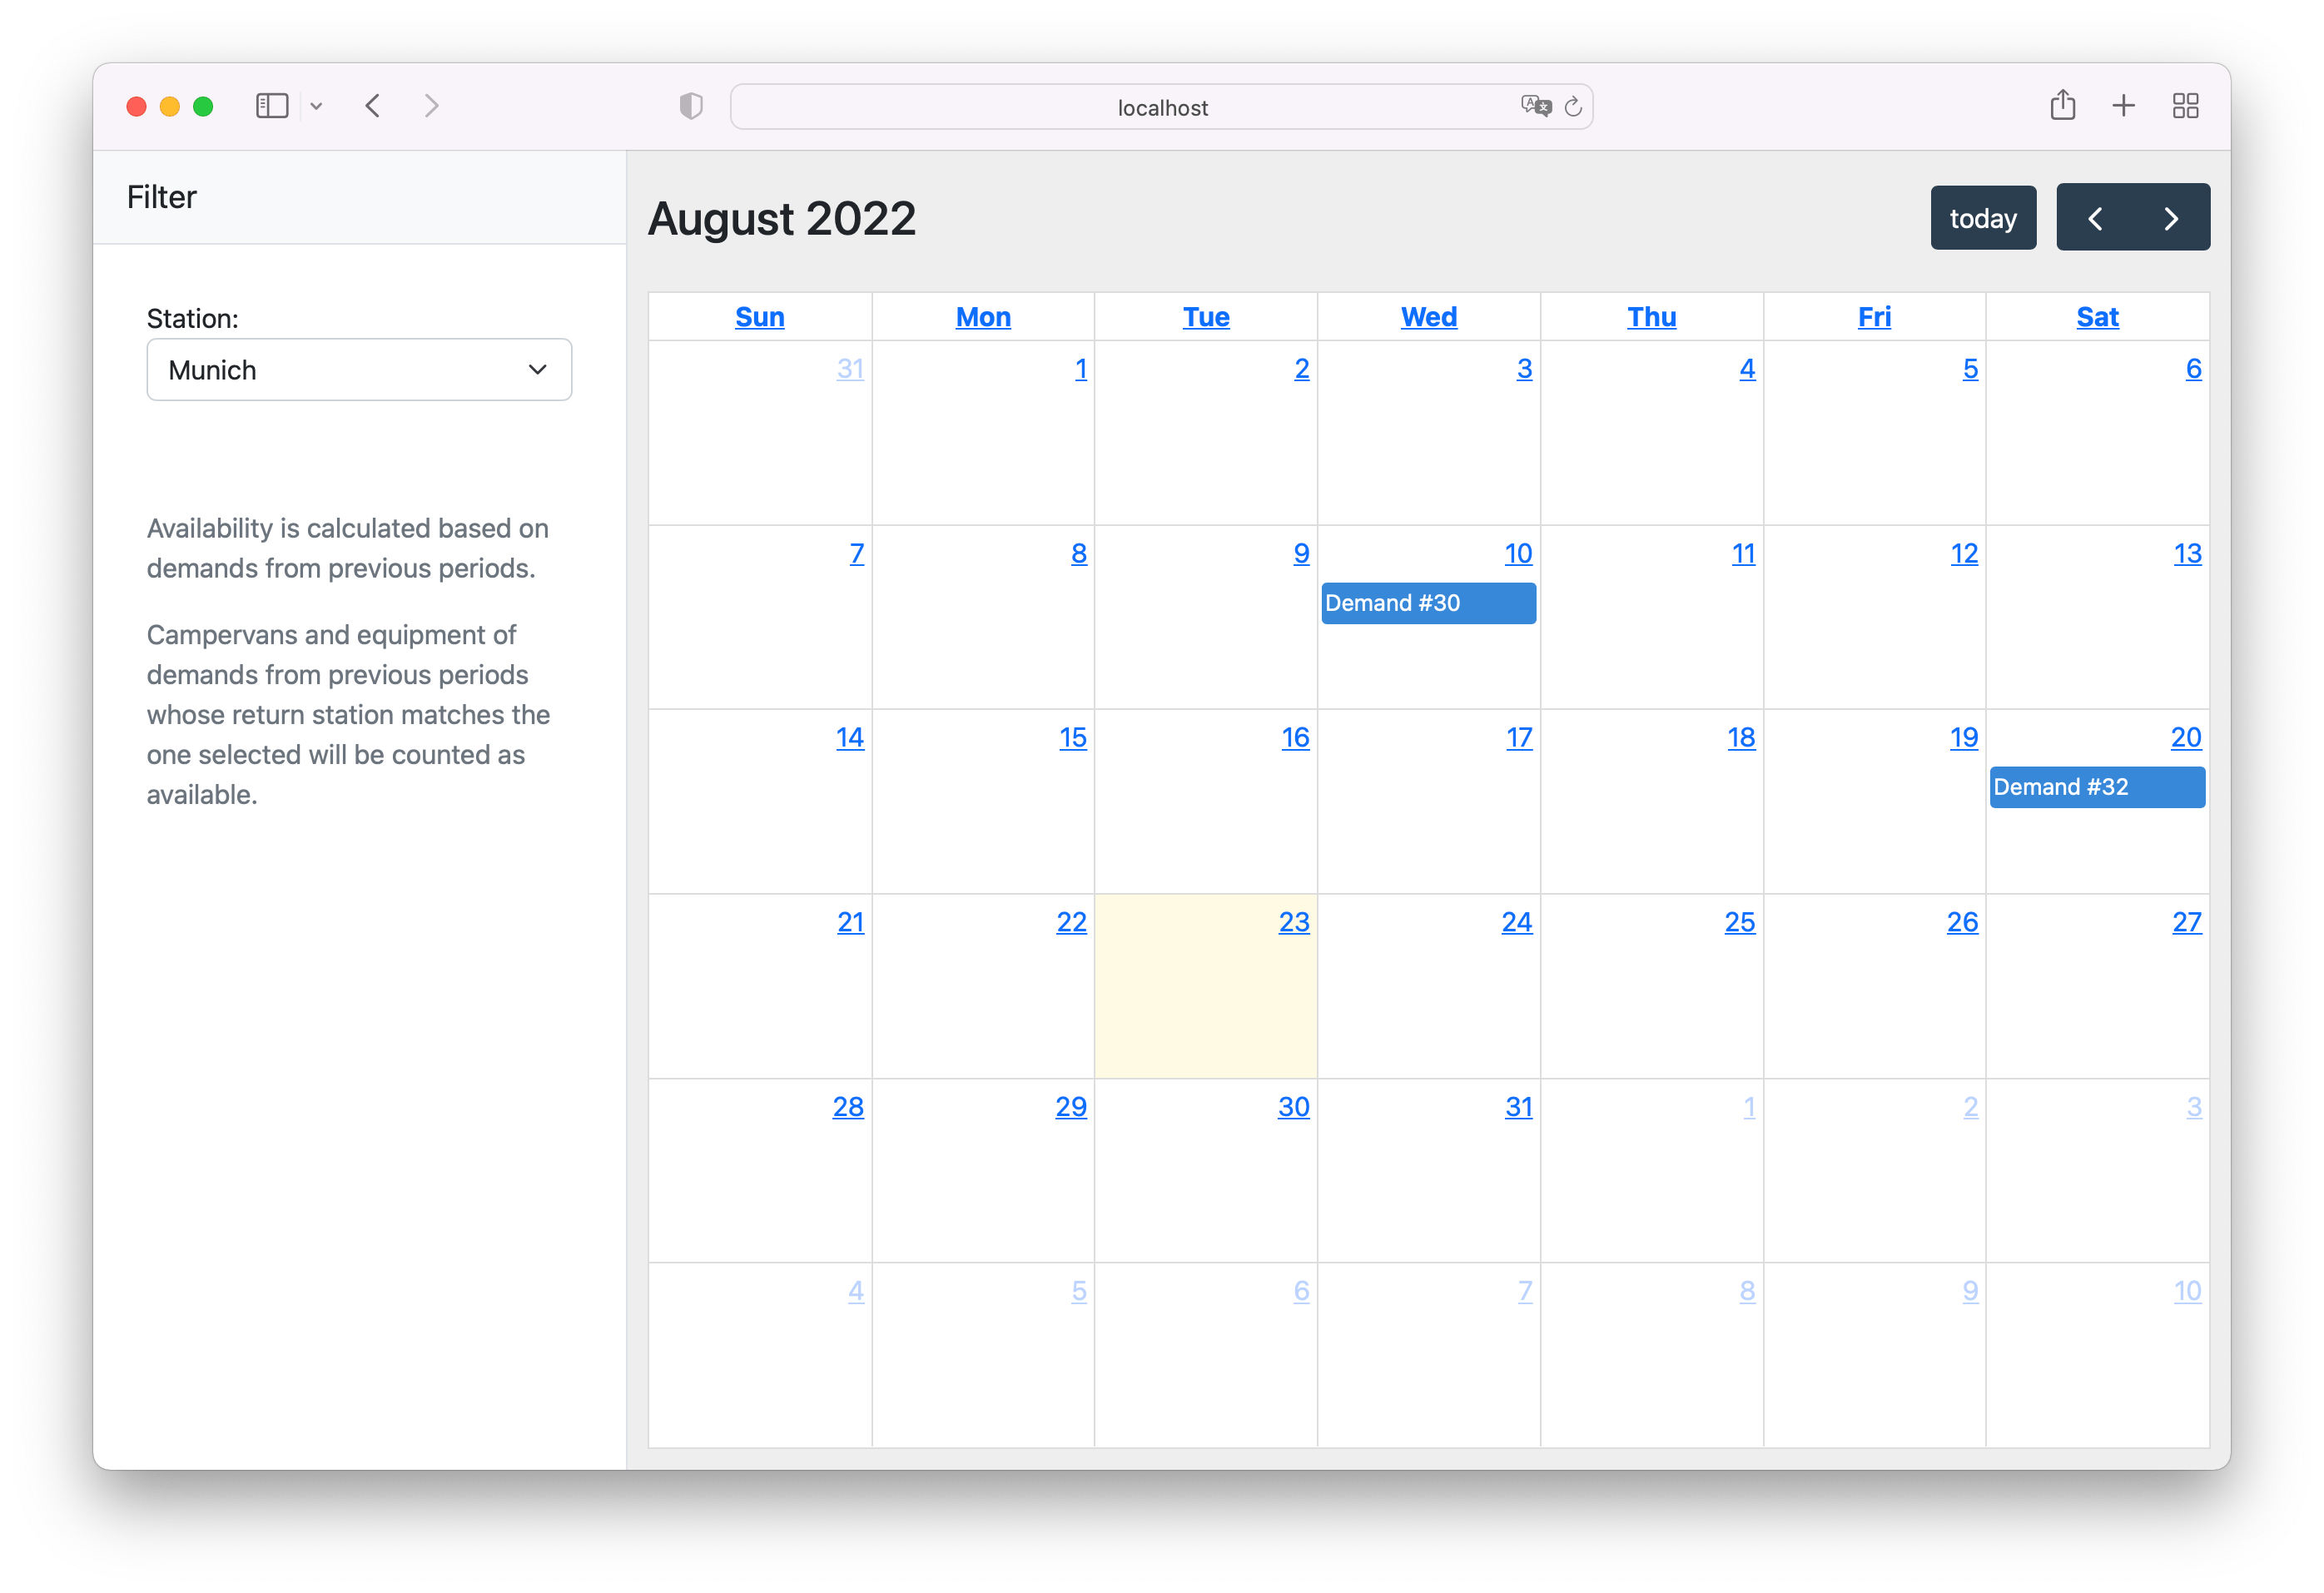 localhost
Filter
August 2022
today
Station:
Munich
Availability is calculated based on
demands from previous periods.
Campervans and equipment of
demands from previous periods
whose return station matches the
one selected will be counted as
available.
Sun Mon Tue Wed Thu Fri Sat
31 1 2 3 4 5 6
7 8 9 10 11 12 13
Demand #30
14 15 16 17 18 19 20
Demand #32
21 22 23 24 25 26 27
28 29 30 31 1 2 3
4 5 6 7 8 9 10